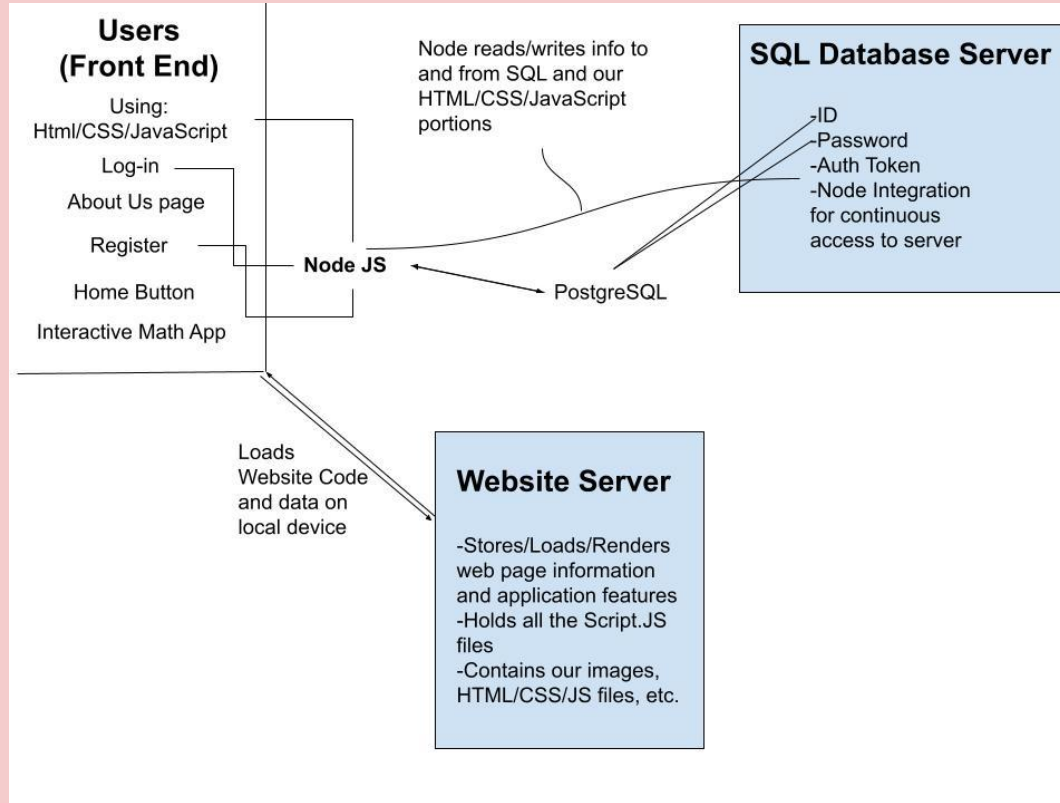 Users
(Front End)
Using:
Html/CSS/JavaScript
Log-in
About Us page
Register
Home Button
Interactive Math App
Node reads/writes info to
and from SQL and our
HTML/CSS/JavaScript
portions
SQL Database Server
-ID
-Password
-Auth Token
-Node Integration
for continuous
access to server
Node JS
PostgreSQL
Loads
Website Code
and data on
local device
Website Server
-Stores/Loads/Renders
web page information
and application features
-Holds all the Script.JS
files
-Contains our images,
HTML/CSS/JS files, etc.